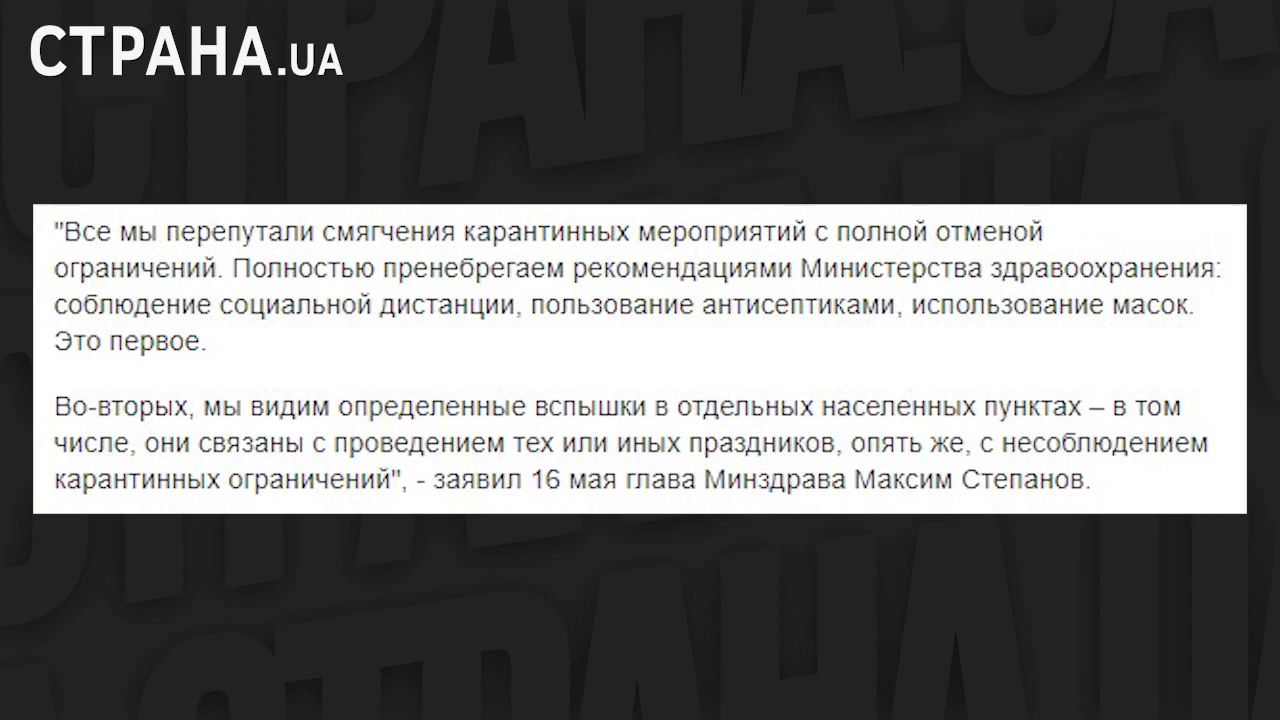 СТРАНА.UA
"Все мы перепутали смягчения карантинных мероприятий с полной отменой
ограничений. Полностью пренебрегаем рекомендациями Министерства здравоохранения:
соблюдение социальной дистанции, пользование антисептиками, использование масок.
Это первое.
Во-вторых, мы видим определенные вспышки в отдельных населенных пунктах – в том
числе, они связаны с проведением тех или иных праздников, опять же, с несоблюдением
карантинных ограничений", - заявил 16 мая глава Минздрава Максим Степанов.